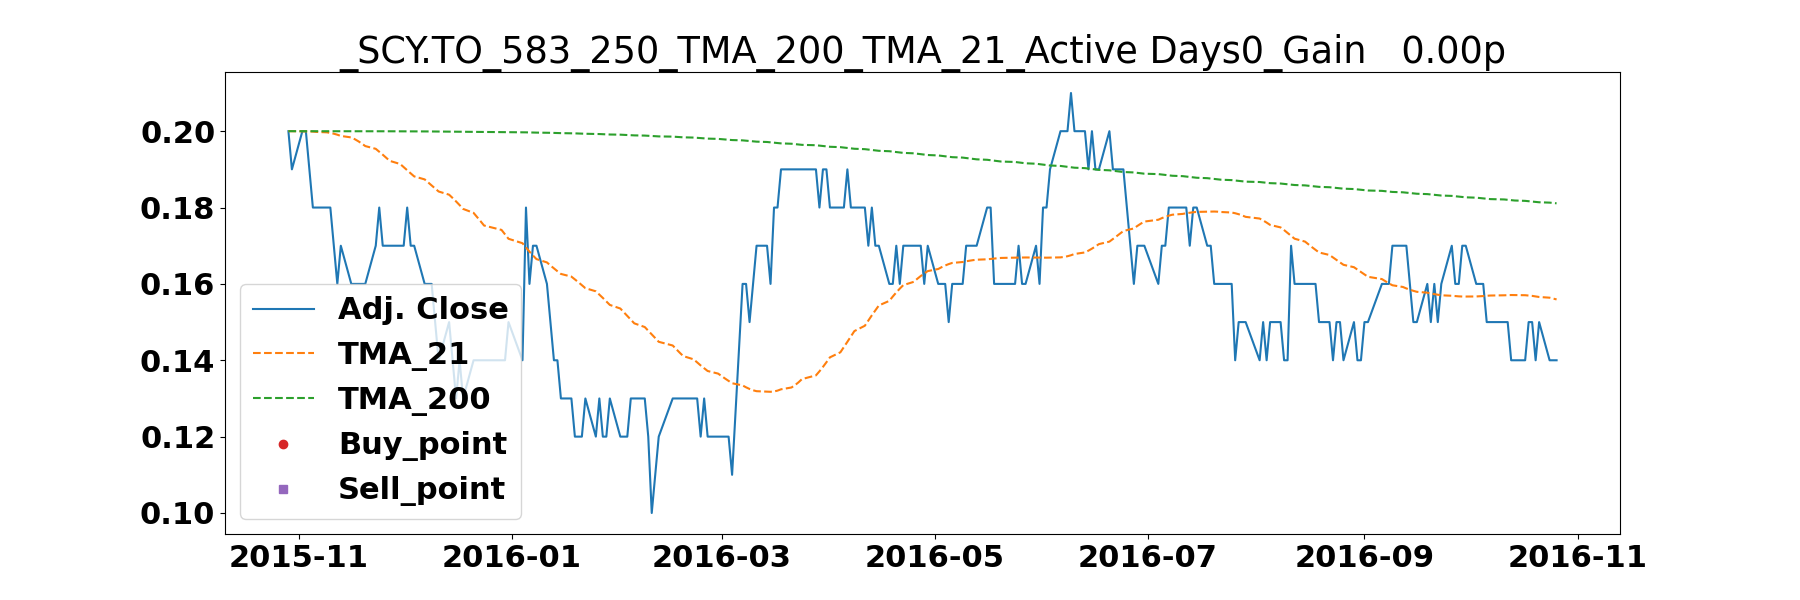 _SCY.TO_583_250_TMA_200_TMA_21_Active Days0_Gain   0.00p
0.20
0.18
0.16
0.14
0.12
0.10
Adj. Close
TMA_21
TMA_200
Buy_point
Sell_point
2015-11 2016-01 2016-03 2016-05 2016-07 2016-09 2016-11